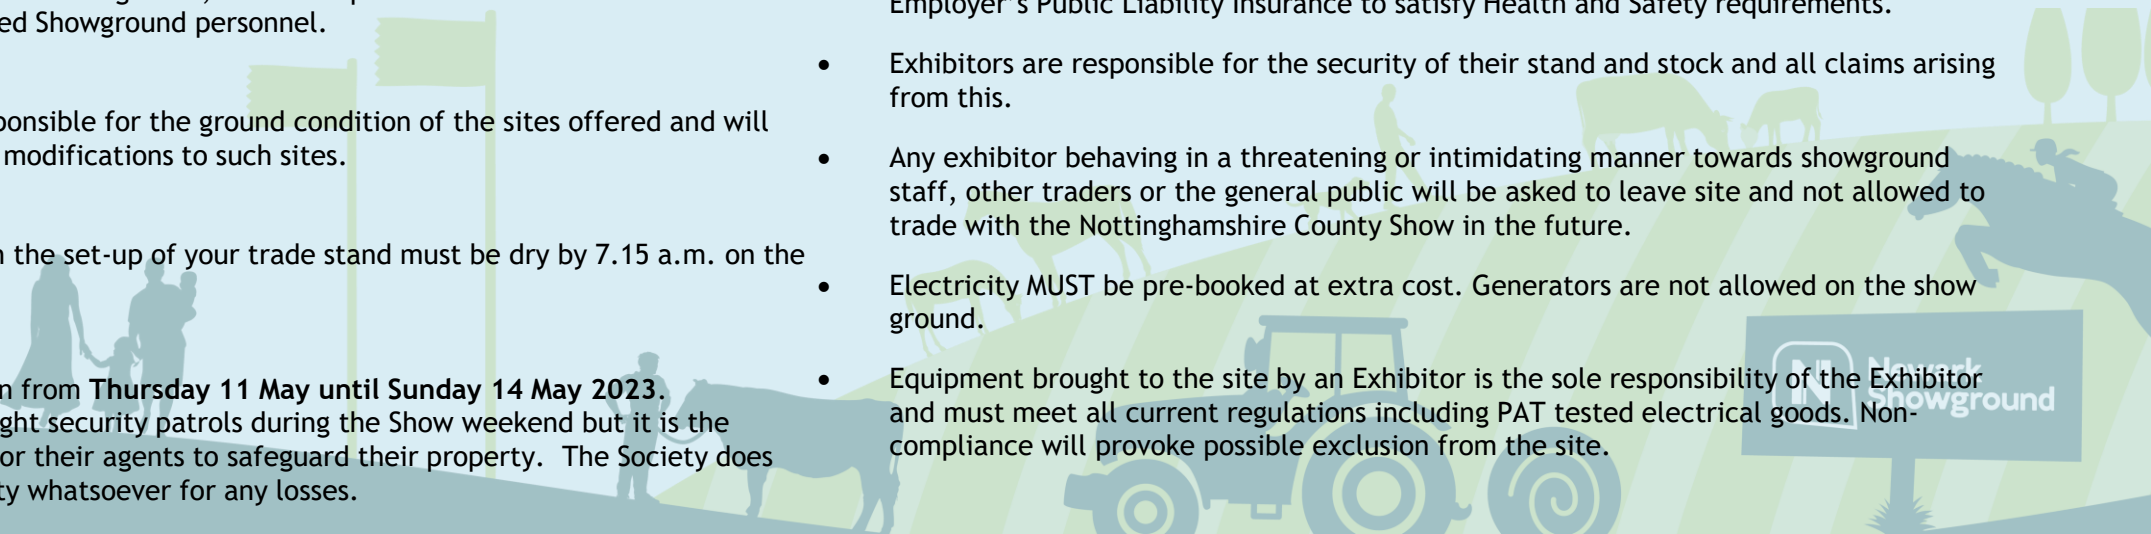 ed Showground personnel.
ponsible for the ground condition of the sites offered and will
modifications to such sites.
the set-up of your trade stand must be dry by 7.15 a.m. on the
from Thursday 11 May until Sunday 14 May 2023.
ght security patrols during the Show weekend but it is the
or their agents to safeguard their property. The Society does
ty whatsoever for any losses.
Employer's Public Liability Insurance to satisfy Health and Safety requirements.
• Exhibitors are responsible for the security of their stand and stock and all claims arising
from this.
• Any exhibitor behaving in a threatening or intimidating manner towards showground
staff, other traders or the general public will be asked to leave site and not allowed to
trade with the Nottinghamshire County Show in the future.
• Electricity MUST be pre-booked at extra cost. Generators are not allowed on the show
ground.
• Equipment brought to the site by an Exhibitor is the sole responsibility of the Exhibitor
and must meet all current regulations including PAT tested electrical goods. Non-
compliance will provoke possible exclusion from the site.
N Newark
Showground